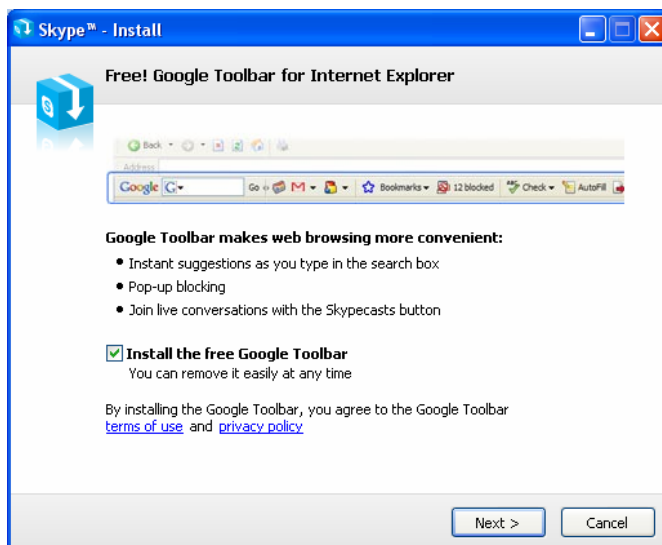 Skype™ - Install
Free! Google Toolbar for Internet Explorer
Back
Address
Google G Go Bookmarks 12 blocked ABC Check AutoFill
Google Toolbar makes web browsing more convenient:
• Instant suggestions as you type in the search box
• Pop-up blocking
• Join live conversations with the Skypecasts button
Install the free Google Toolbar
You can remove it easily at any time
By installing the Google Toolbar, you agree to the Google Toolbar
terms of use and privacy policy
Next > Cancel